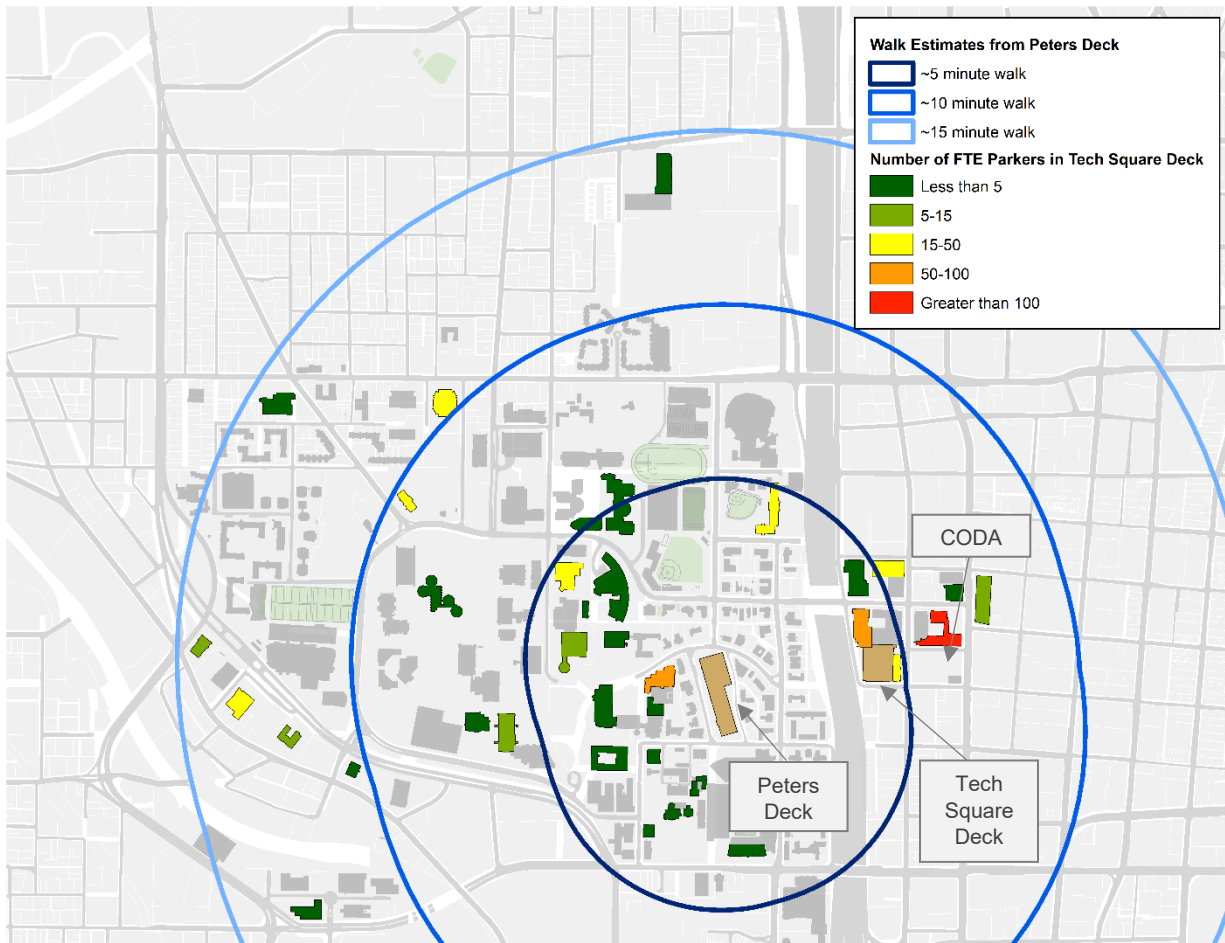 Walk Estimates from Peters Deck
~5 minute walk
~10 minute walk
~15 minute walk
Number of FTE Parkers in Tech Square Deck
Less than 5
5-15
15-50
50-100
Greater than 100
CODA
Peters
Deck
Tech
Square
Deck